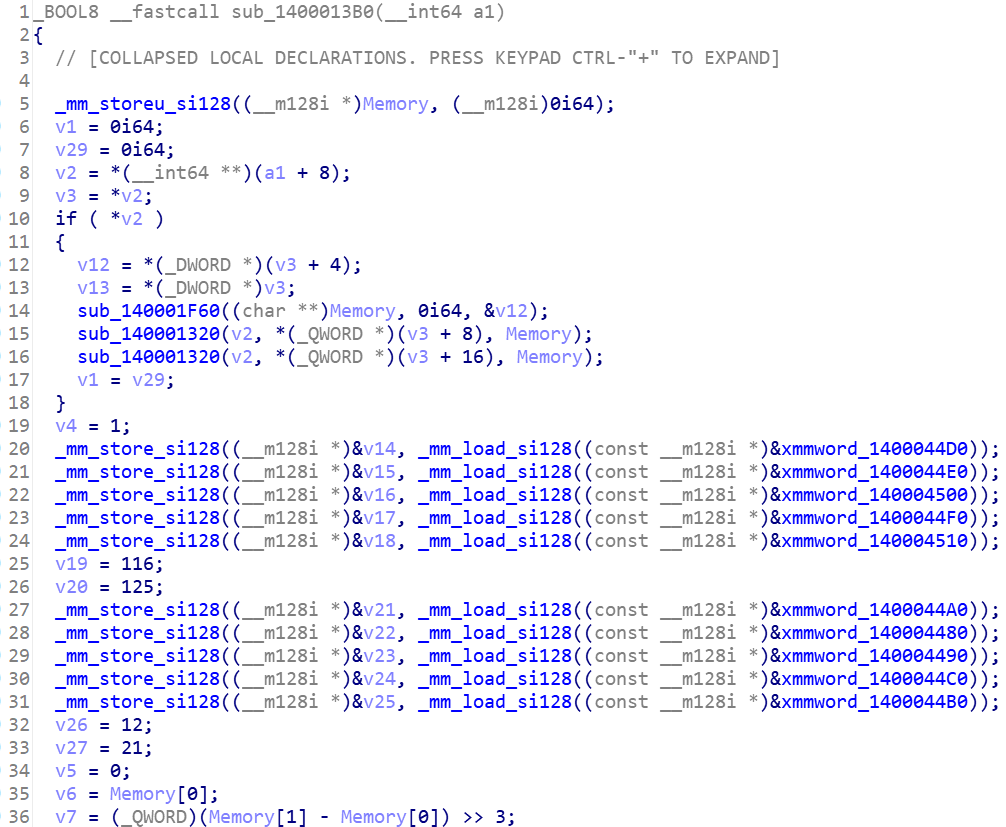 1 _BOOL8 __fastcall sub_1400013B0(__int64 a1)
2 {
3   // [COLLAPSED LOCAL DECLARATIONS. PRESS KEYPAD CTRL-"+" TO EXPAND]
4
5   _mm_storeu_si128((__m128i *)Memory, (__m128i)0i64);
6   v1 = 0i64;
7   v29 = 0i64;
8   v2 = *(__int64 **)(a1 + 8);
9   v3 = *v2;
10   if ( *v2 )
11   {
12     v12 = *(_DWORD *)(v3 + 4);
13     v13 = *(_DWORD *)v3;
14     sub_140001F60((char **)Memory, 0i64, &v12);
15     sub_140001320(v2, *(_QWORD *)(v3 + 8), Memory);
16     sub_140001320(v2, *(_QWORD *)(v3 + 16), Memory);
17     v1 = v29;
18   }
19   v4 = 1;
20   _mm_store_si128((__m128i *)&v14, _mm_load_si128((const __m128i *)&xmmword_1400044D0));
21   _mm_store_si128((__m128i *)&v15, _mm_load_si128((const __m128i *)&xmmword_1400044E0));
22   _mm_store_si128((__m128i *)&v16, _mm_load_si128((const __m128i *)&xmmword_140004500));
23   _mm_store_si128((__m128i *)&v17, _mm_load_si128((const __m128i *)&xmmword_1400044F0));
24   _mm_store_si128((__m128i *)&v18, _mm_load_si128((const __m128i *)&xmmword_140004510));
25   v19 = 116;
26   v20 = 125;
27   _mm_store_si128((__m128i *)&v21, _mm_load_si128((const __m128i *)&xmmword_1400044A0));
28   _mm_store_si128((__m128i *)&v22, _mm_load_si128((const __m128i *)&xmmword_140004480));
29   _mm_store_si128((__m128i *)&v23, _mm_load_si128((const __m128i *)&xmmword_140004490));
30   _mm_store_si128((__m128i *)&v24, _mm_load_si128((const __m128i *)&xmmword_1400044C0));
31   _mm_store_si128((__m128i *)&v25, _mm_load_si128((const __m128i *)&xmmword_1400044B0));
32   v26 = 12;
33   v27 = 21;
34   v5 = 0;
35   v6 = Memory[0];
36   v7 = (_QWORD)(Memory[1] - Memory[0]) >> 3;